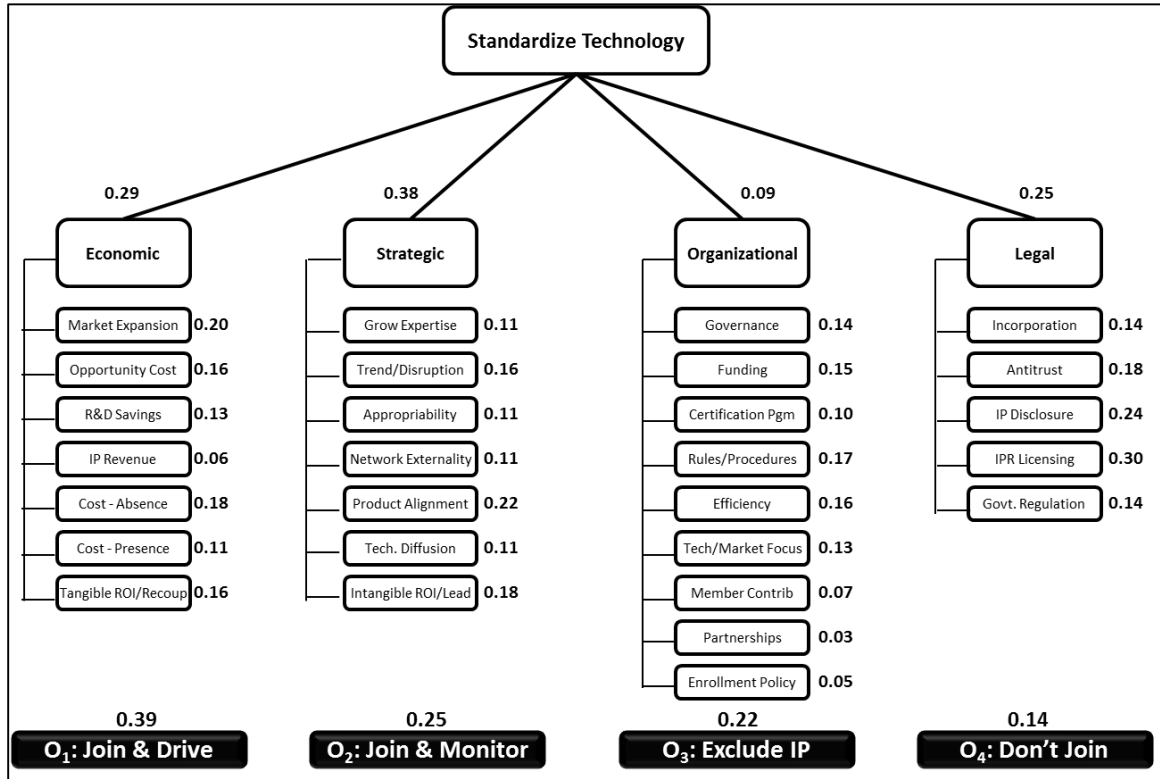 Standardize Technology
0.29
0.38
0.09
0.25
Economic
Strategic
Organizational
Legal
Market Expansion 0.20
Opportunity Cost 0.16
R&D Savings 0.13
IP Revenue 0.06
Cost - Absence 0.18
Cost - Presence 0.11
Tangible ROI/Recoup 0.16
Grow Expertise 0.11
Trend/Disruption 0.16
Appropriability 0.11
Network Externality 0.11
Product Alignment 0.22
Tech. Diffusion 0.11
Intangible ROI/Lead 0.18
Governance 0.14
Funding 0.15
Certification Pgm 0.10
Rules/Procedures 0.17
Efficiency 0.16
Tech/Market Focus 0.13
Member Contrib 0.07
Partnerships 0.03
Enrollment Policy 0.05
Incorporation 0.14
Antitrust 0.18
IP Disclosure 0.24
IPR Licensing 0.30
Govt. Regulation 0.14
0.39
O₁: Join & Drive
0.25
O₂: Join & Monitor
0.22
O₃: Exclude IP
0.14
O₄: Don't Join